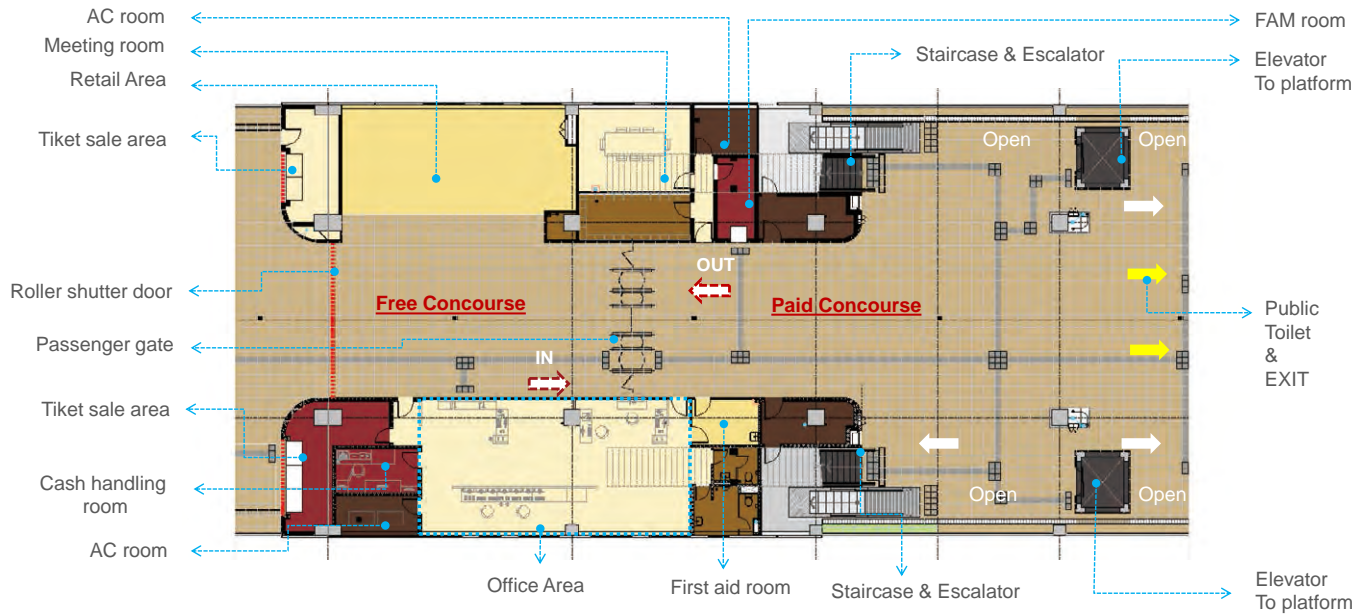 AC room
Meeting room
Retail Area
Tiket sale area
Roller shutter door
Passenger gate
Tiket sale area
Cash handling
room
AC room
Office Area
First aid room
Staircase & Escalator
Elevator
To platform
Public
Toilet
&
EXIT
Elevator
To platform
FAM room
Staircase & Escalator
Open
Open
OUT
Free Concourse
Paid Concourse
IN
Open
Open